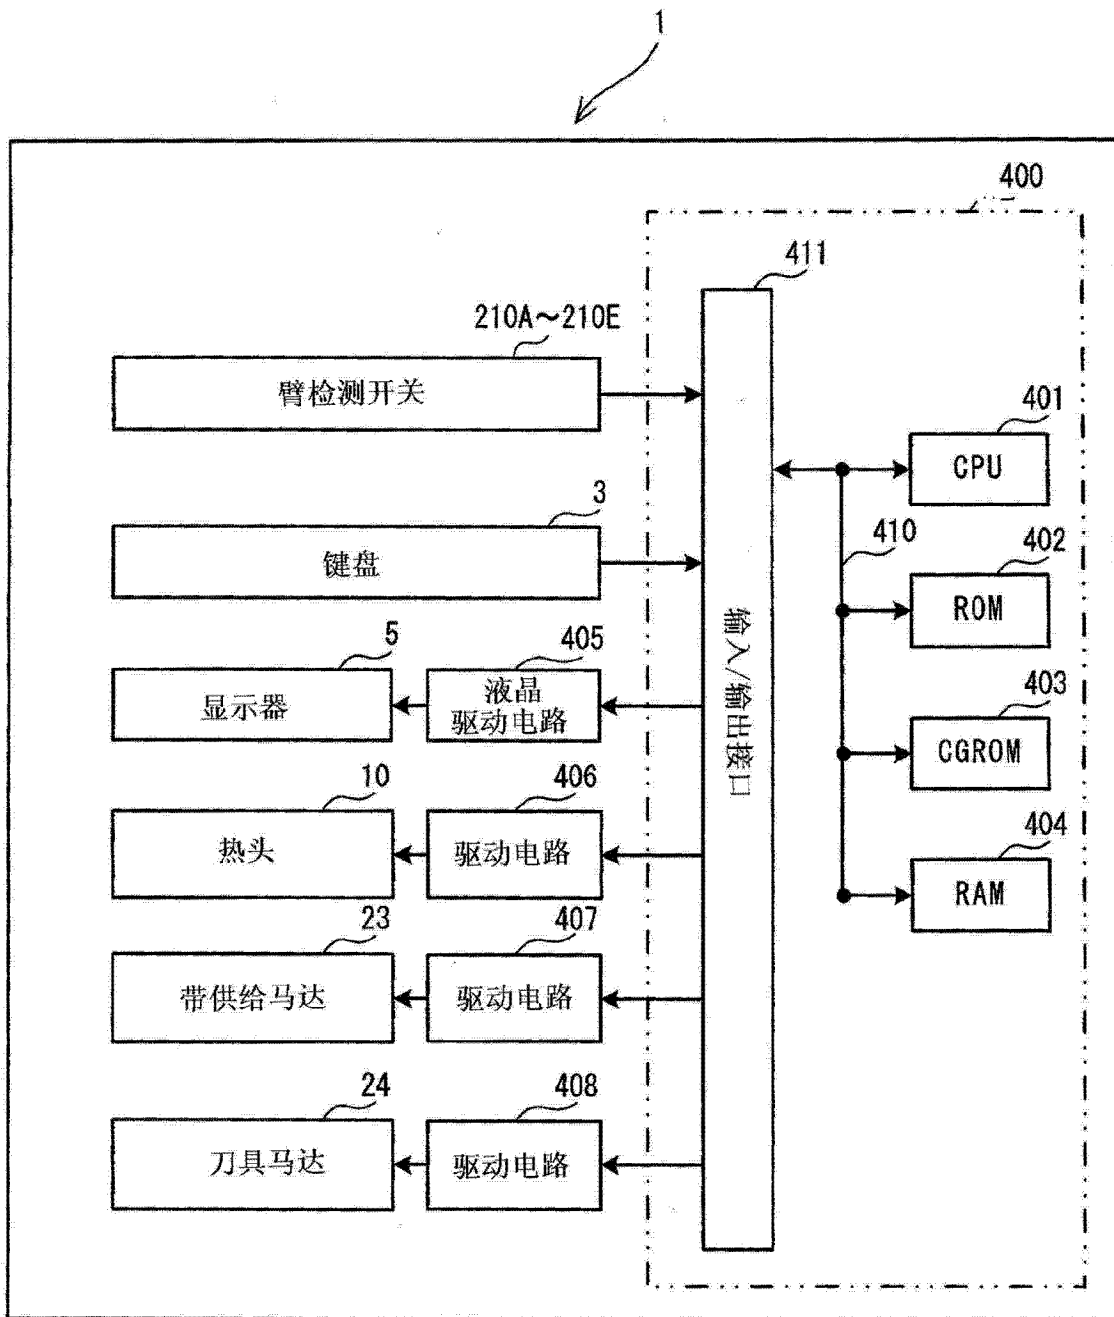 1
400
411
210A～210E
臂检测开关
401
CPU
3
键盘
410
402
ROM
5
显示器
405
液晶
驱动电路
输入/输出接口
403
CGROM
10
热头
406
驱动电路
404
RAM
23
带供给马达
407
驱动电路
24
刀具马达
408
驱动电路